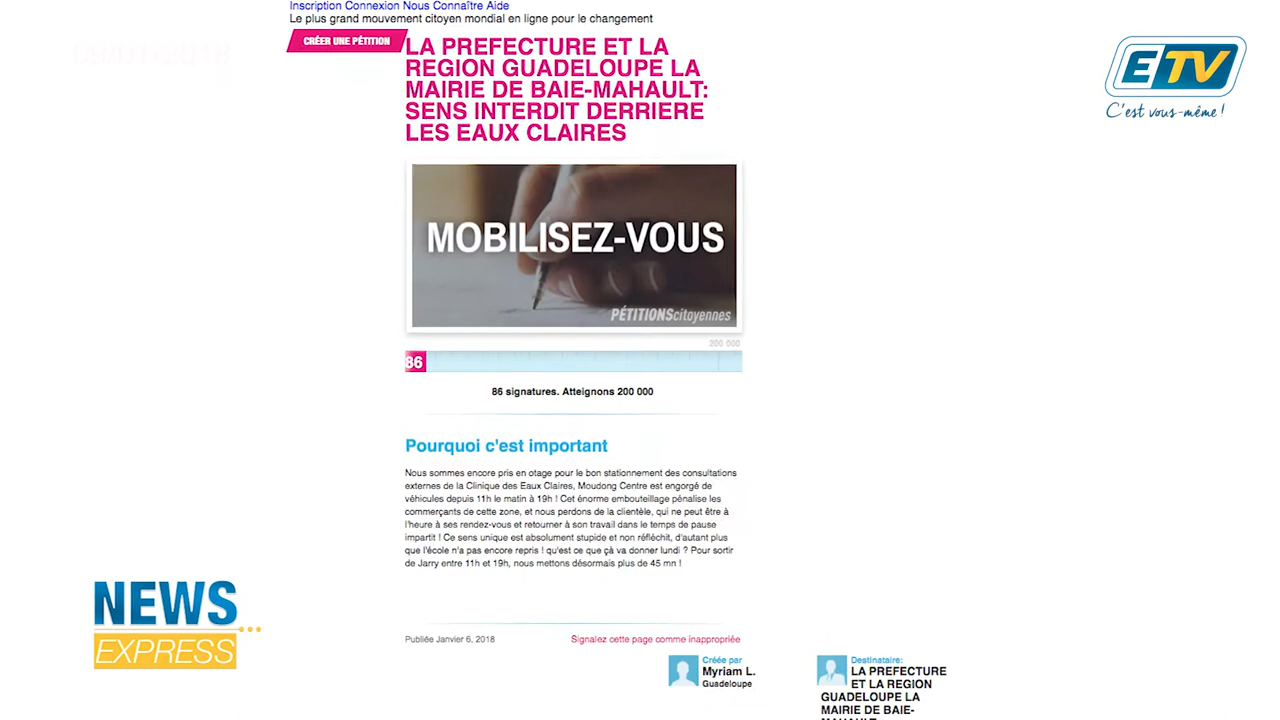 Inscription Connexion Nous Connaître Aide
Le plus grand mouvement citoyen mondial en ligne pour le changement
CRÉER UNE PÉTITION
LA PREFECTURE ET LA
REGION GUADELOUPE LA
MAIRIE DE BAIE-MAHAULT:
SENS INTERDIT DERRIERE
LES EAUX CLAIRES
ETV
C'est vous-même !
MOBILISEZ-VOUS
PÉTITIONScitoyennes
200 000
86
86 signatures. Atteignons 200 000
Pourquoi c'est important
Nous sommes encore pris en otage pour le bon stationnement des consultations
externes de la Clinique des Eaux Claires, Moudong Centre est engorgé de
véhicules depuis 11h le matin à 19h ! Cet énorme embouteillage pénalise les
commerçants de cette zone, et nous perdons de la clientèle, qui ne peut être à
l'heure à ses rendez-vous et retourner à son travail dans le temps de pause
impartit ! Ce sens unique est absolument stupide et non réflèchit, d'autant plus
que l'école n'a pas encore repris ! qu'est ce que çà va donner lundi ? Pour sortir
de Jarry entre 11h et 19h, nous mettons désormais plus de 45 mn !
NEWS...
EXPRESS
Publiée Janvier 6, 2018
Signalez cette page comme inappropriée
Créée par
Myriam L.
Guadeloupe
Destinataire:
LA PREFECTURE
ET LA REGION
GUADELOUPE LA
MAIRIE DE BAIE-